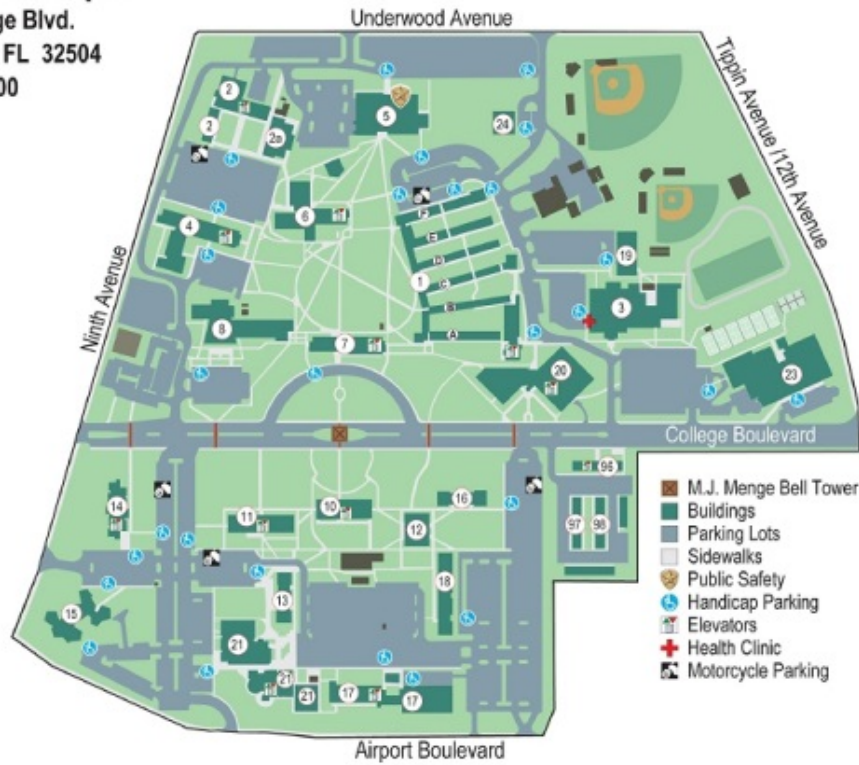 ge Blvd.
FL 32504
00
Underwood Avenue
Tippin Avenue /12th Avenue
Ninth Avenue
2
2
2a
5
24
4
6
F
E
D
1
C
B
A
19
3
8
7
20
23
College Boulevard
96
14
11
10
16
12
97
98
18
13
15
21
21
21
17
17
Airport Boulevard
M.J. Menge Bell Tower
Buildings
Parking Lots
Sidewalks
Public Safety
Handicap Parking
Elevators
Health Clinic
Motorcycle Parking